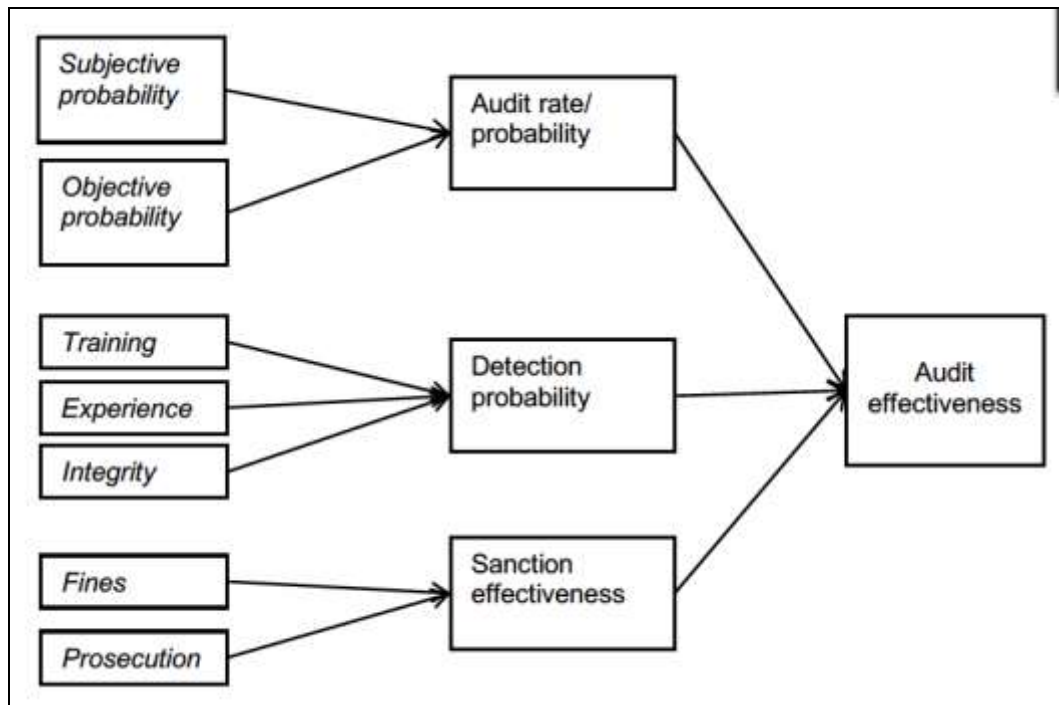 Subjective
probability
Objective
probability
Training
Experience
Integrity
Fines
Prosecution
Audit rate/
probability
Detection
probability
Sanction
effectiveness
Audit
effectiveness